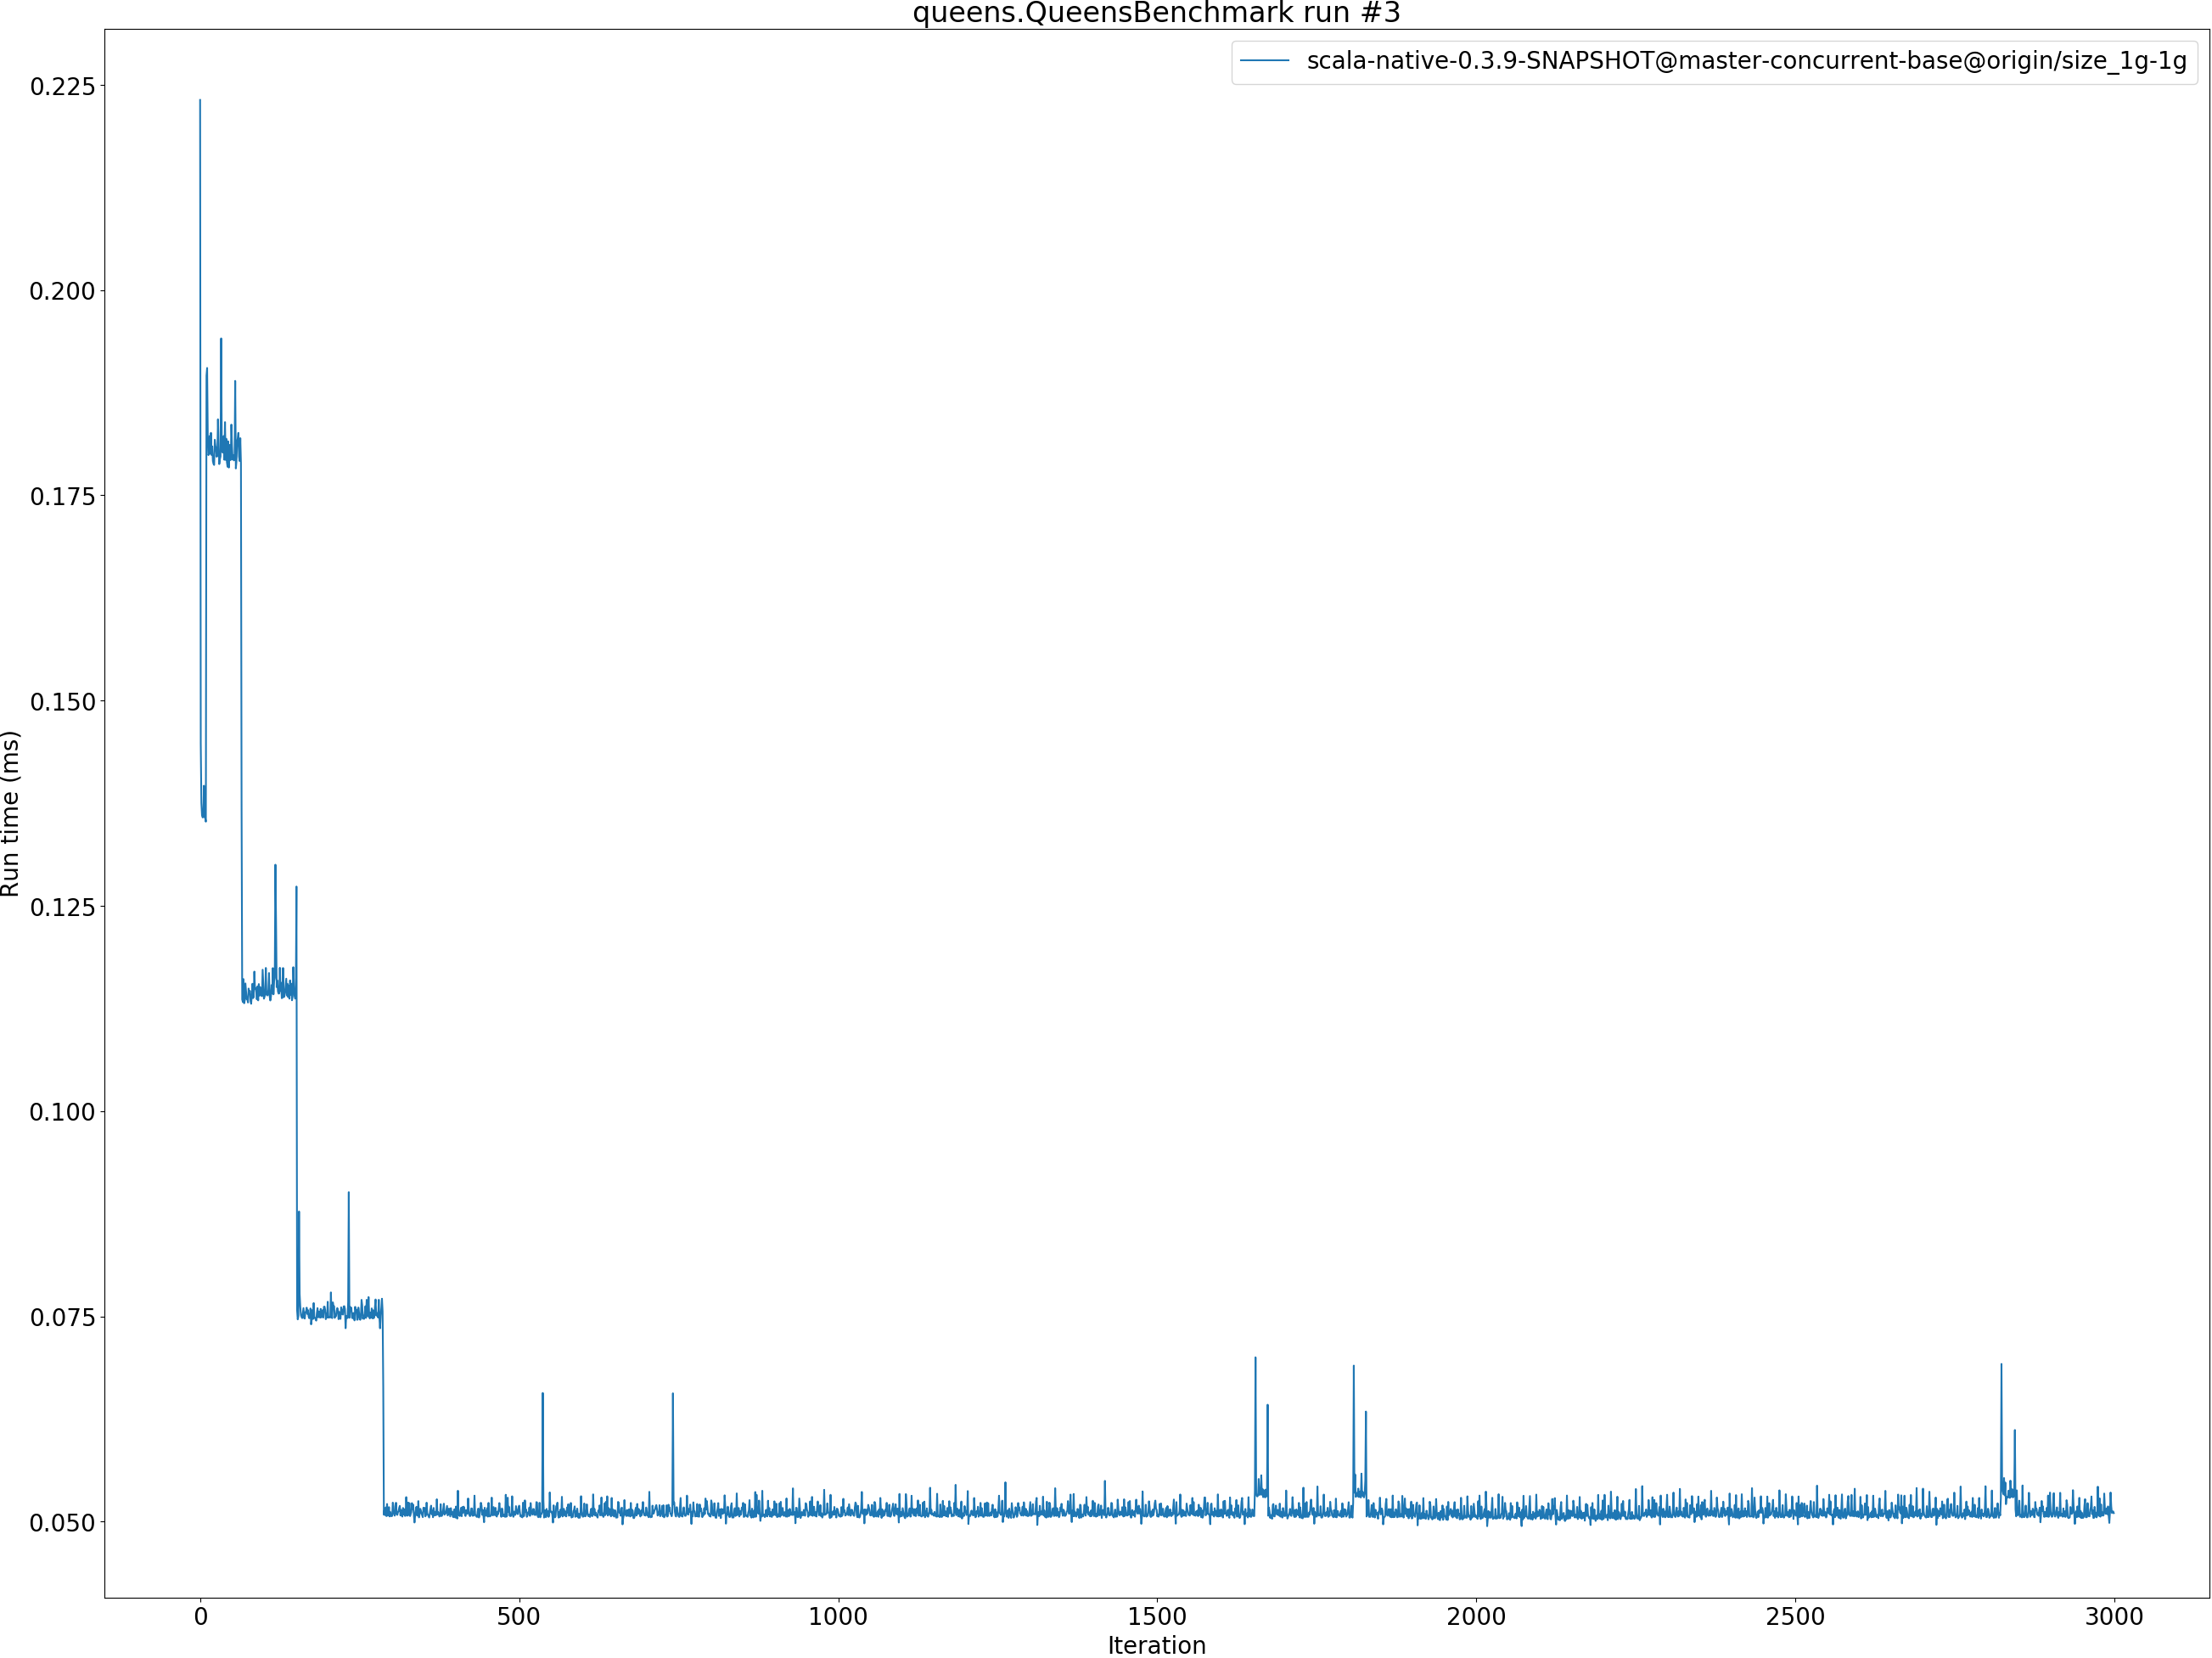 queens.QueensBenchmark run #3
scala-native-0.3.9-SNAPSHOT@master-concurrent-base@origin/size_1g-1g
0.225
0.200
0.175
0.150
0.125
0.100
0.075
0.050
Run time (ms)
0 500 1000 1500 2000 2500 3000
Iteration